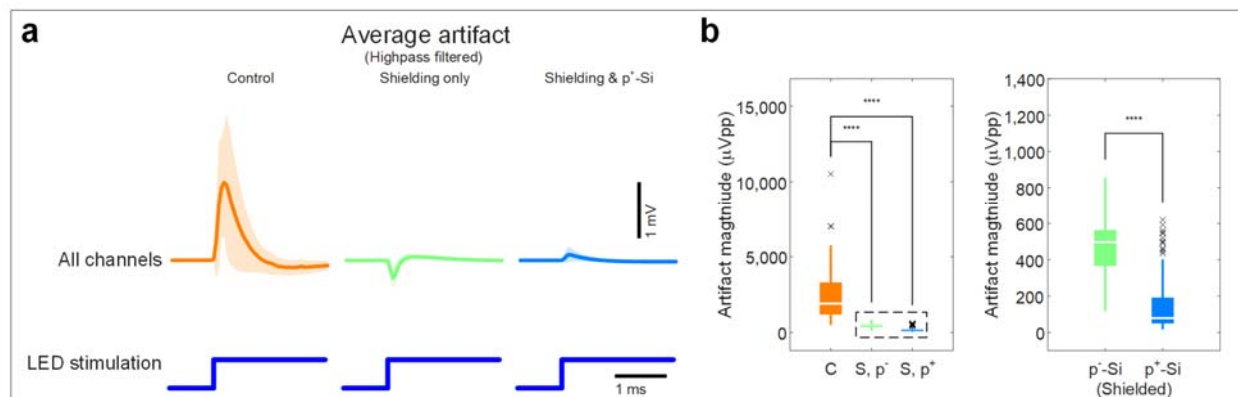 a
Average artifact
(Highpass filtered)
Control
Shielding only
Shielding & p⁺-Si
1 mV
All channels
LED stimulation
1 ms
b
Artifact magtniude (µVpp)
15,000
10,000
5,000
0
****
****
C
S, p⁻
S, p⁺
Artifact magtniude (µVpp)
1,400
1,200
1,000
800
600
400
200
0
****
p⁻-Si
p⁺-Si
(Shielded)